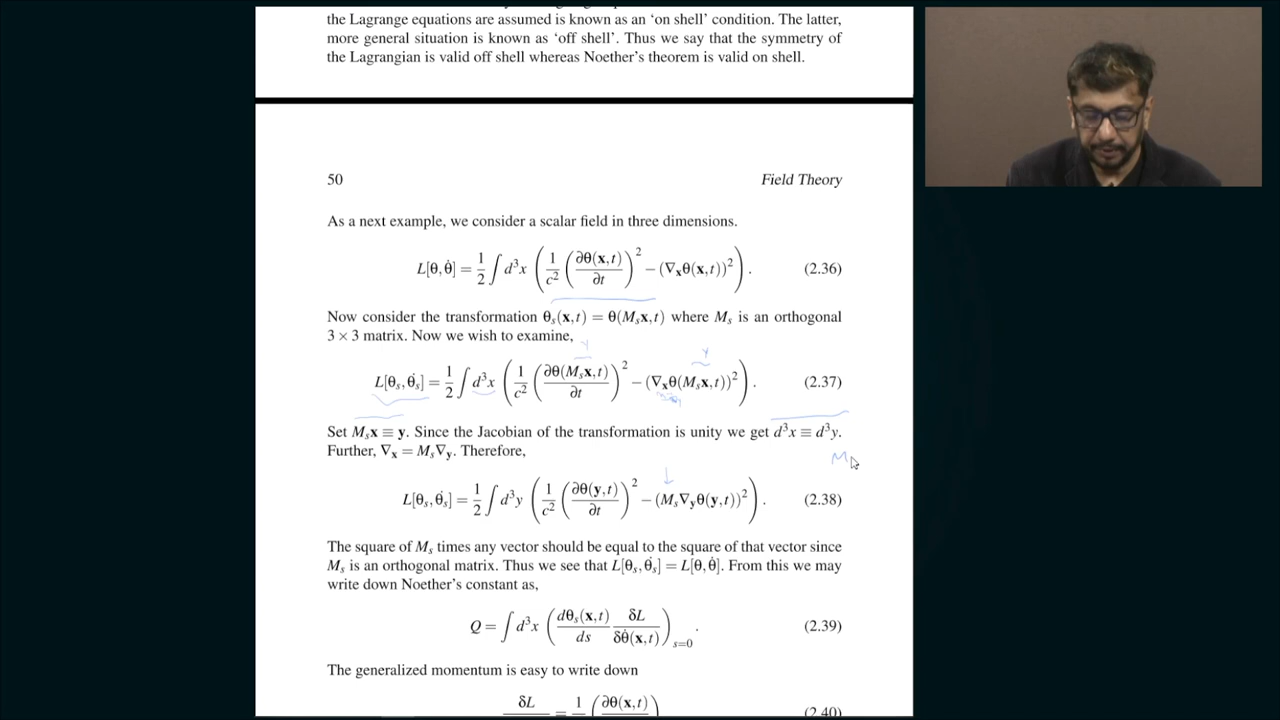 the Lagrange equations are assumed is known as an ‘on shell’ condition. The latter,
more general situation is known as ‘off shell’. Thus we say that the symmetry of
the Lagrangian is valid off shell whereas Noether’s theorem is valid on shell.
50 Field Theory
As a next example, we consider a scalar field in three dimensions.
L[θ, θ̇] = 1/2 ∫ d³x ( 1/c² ( ∂θ(x,t)/∂t )² − (∇ₓθ(x,t))² ) . (2.36)
Now consider the transformation θₛ(x,t) = θ(Mₛx,t) where Mₛ is an orthogonal
3 × 3 matrix. Now we wish to examine,
y y
L[θₛ, θ̇ₛ] = 1/2 ∫ d³x ( 1/c² ( ∂θ(Mₛx,t)/∂t )² − (∇ₓθ(Mₛx,t))² ) . (2.37)
Set Mₛx ≡ y. Since the Jacobian of the transformation is unity we get d³x ≡ d³y.
Further, ∇ₓ = Mₛ∇y. Therefore,
M
L[θₛ, θ̇ₛ] = 1/2 ∫ d³y ( 1/c² ( ∂θ(y,t)/∂t )² − (Mₛ∇yθ(y,t))² ) . (2.38)
The square of Mₛ times any vector should be equal to the square of that vector since
Mₛ is an orthogonal matrix. Thus we see that L[θₛ, θ̇ₛ] = L[θ, θ̇]. From this we may
write down Noether’s constant as,
Q = ∫ d³x ( dθₛ(x,t)/ds δL/δθ̇(x,t) )ₛ₌₀ . (2.39)
The generalized momentum is easy to write down
δL = 1 ( ∂θ(x,t) ) (2.40)